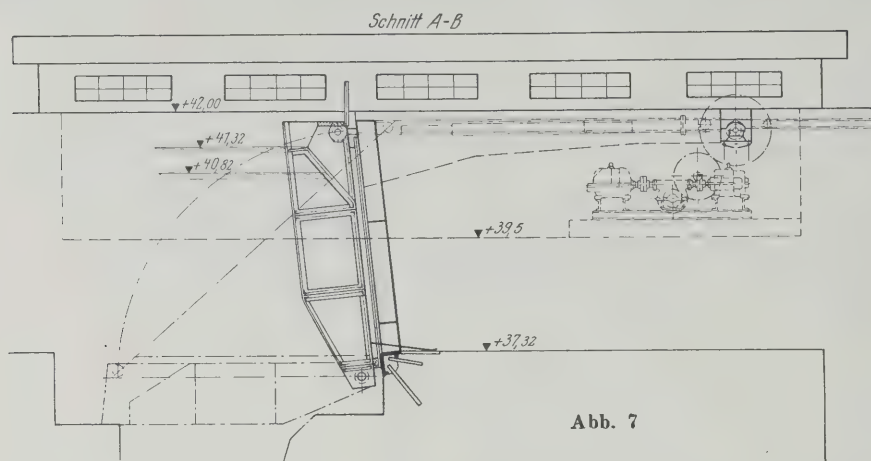 Schnitt A-B
+42,00
+41,32
+40,82
+39,5
+37,32
Abb. 7